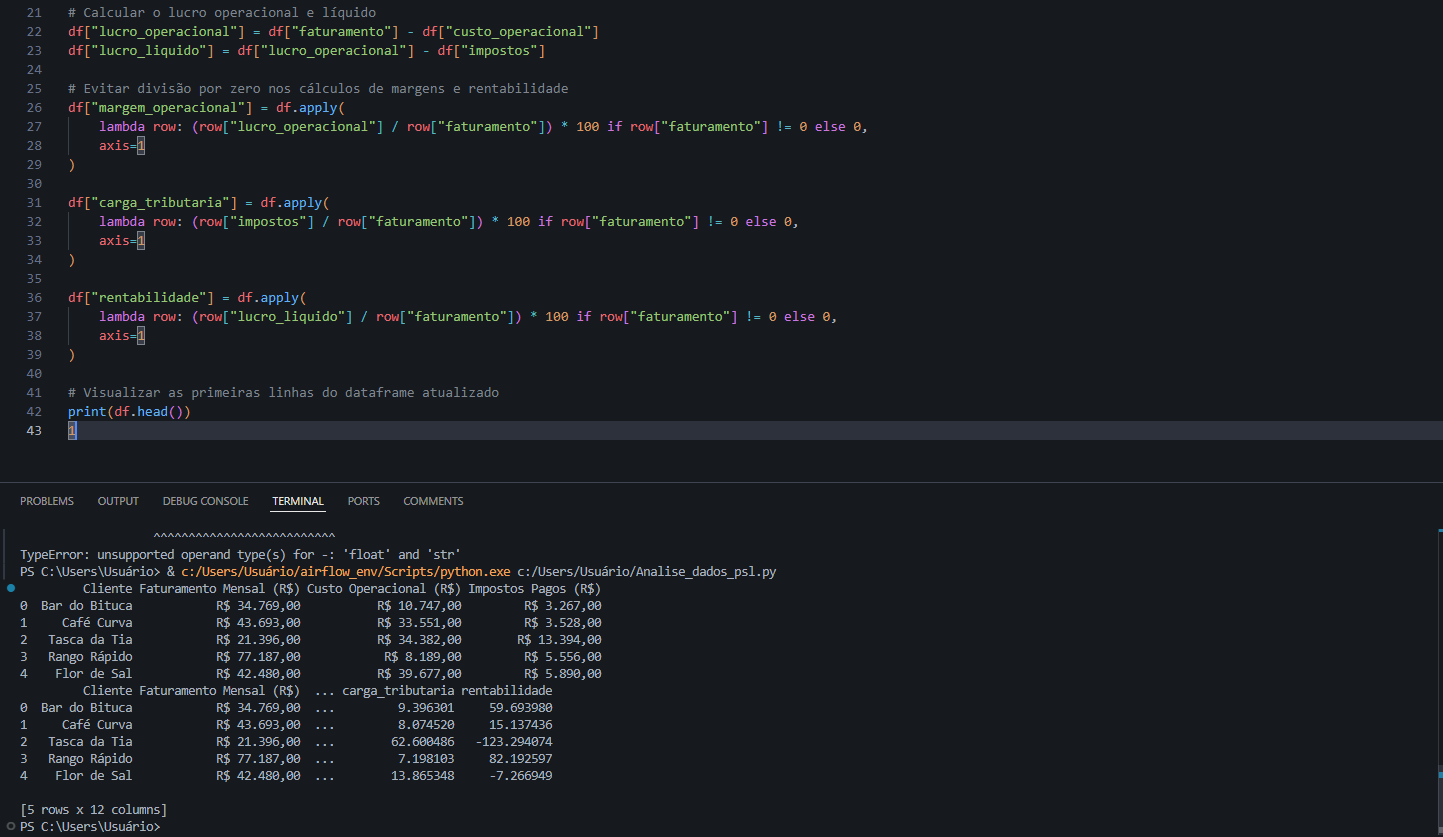 21 # Calcular o lucro operacional e líquido
22 df["lucro_operacional"] = df["faturamento"] - df["custo_operacional"]
23 df["lucro_liquido"] = df["lucro_operacional"] - df["impostos"]
24
25 # Evitar divisão por zero nos cálculos de margens e rentabilidade
26 df["margem_operacional"] = df.apply(
27     lambda row: (row["lucro_operacional"] / row["faturamento"]) * 100 if row["faturamento"] != 0 else 0,
28     axis=1
29 )
30
31 df["carga_tributaria"] = df.apply(
32     lambda row: (row["impostos"] / row["faturamento"]) * 100 if row["faturamento"] != 0 else 0,
33     axis=1
34 )
35
36 df["rentabilidade"] = df.apply(
37     lambda row: (row["lucro_liquido"] / row["faturamento"]) * 100 if row["faturamento"] != 0 else 0,
38     axis=1
39 )
40
41 # Visualizar as primeiras linhas do dataframe atualizado
42 print(df.head())
43 1
PROBLEMS OUTPUT DEBUG CONSOLE TERMINAL PORTS COMMENTS
^^^^^^^^^^^^^^^^^^^^^^^^^^
TypeError: unsupported operand type(s) for -: 'float' and 'str'
PS C:\Users\Usuário> & c:/Users/Usuário/airflow_env/Scripts/python.exe c:/Users/Usuário/Analise_dados_psl.py
Cliente Faturamento Mensal (R$) Custo Operacional (R$) Impostos Pagos (R$)
0 Bar do Bituca R$ 34.769,00 R$ 10.747,00 R$ 3.267,00
1 Café Curva R$ 43.693,00 R$ 33.551,00 R$ 3.528,00
2 Tasca da Tia R$ 21.396,00 R$ 34.382,00 R$ 13.394,00
3 Rango Rápido R$ 77.187,00 R$ 8.189,00 R$ 5.556,00
4 Flor de Sal R$ 42.480,00 R$ 39.677,00 R$ 5.890,00
Cliente Faturamento Mensal (R$) ... carga_tributaria rentabilidade
0 Bar do Bituca R$ 34.769,00 ... 9.396301 59.693980
1 Café Curva R$ 43.693,00 ... 8.074520 15.137436
2 Tasca da Tia R$ 21.396,00 ... 62.600486 -123.294074
3 Rango Rápido R$ 77.187,00 ... 7.198103 82.192597
4 Flor de Sal R$ 42.480,00 ... 13.865348 -7.266949
[5 rows x 12 columns]
PS C:\Users\Usuário>